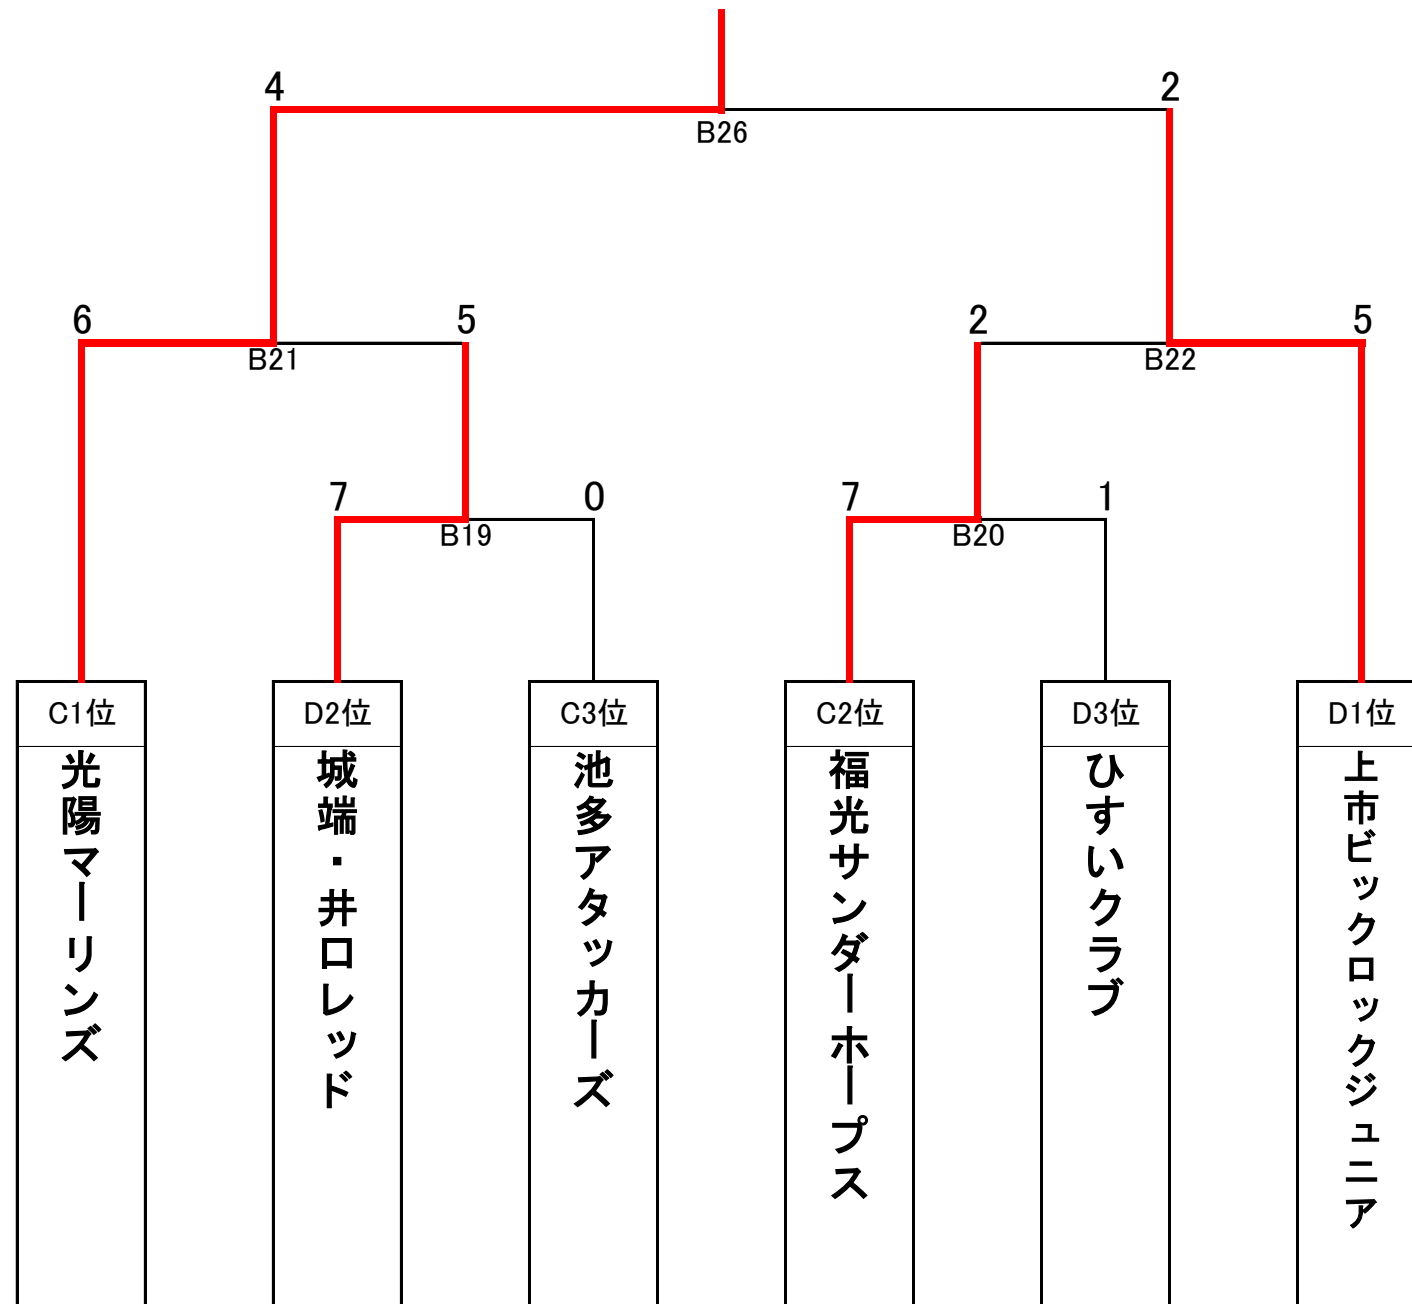 4
2
B26
6
5
2
5
B21
B22
7
0
7
1
B19
B20
C1位
D2位
C3位
C2位
D3位
D1位
光陽マーリンズ
城端・井口レッド
池多アタッカーズ
福光サンダーホープス
ひすいクラブ
上市ビックロックジュニア